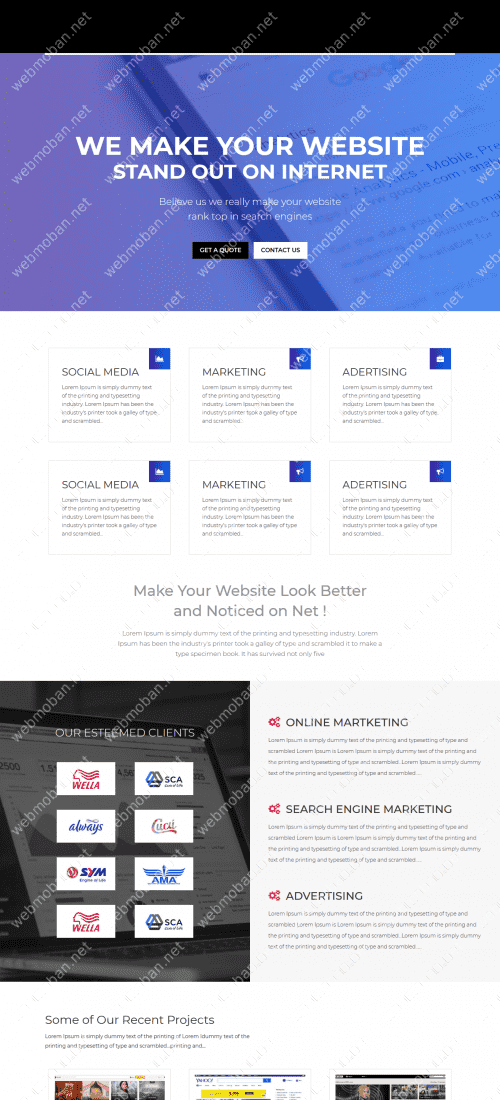 webmoban.net
Google
WE MAKE YOUR WEBSITE
STAND OUT ON INTERNET
Believe us we really make your website
rank top in search engines
GET A QUOTE
CONTACT US
SOCIAL MEDIA
Lorem Ipsum is simply dummy text
of the printing and typesetting
industry. Lorem Ipsum has been the
industry's printer took a galley of type
and scrambled..
MARKETING
Lorem Ipsum is simply dummy text
of the printing and typesetting
industry. Lorem Ipsum has been the
industry's printer took a galley of type
and scrambled..
ADERTISING
Lorem Ipsum is simply dummy text
of the printing and typesetting
industry. Lorem Ipsum has been the
industry's printer took a galley of type
and scrambled..
SOCIAL MEDIA
Lorem Ipsum is simply dummy text
of the printing and typesetting
industry. Lorem Ipsum has been the
industry's printer took a galley of type
and scrambled..
MARKETING
Lorem Ipsum is simply dummy text
of the printing and typesetting
industry. Lorem Ipsum has been the
industry's printer took a galley of type
and scrambled..
ADERTISING
Lorem Ipsum is simply dummy text
of the printing and typesetting
industry. Lorem Ipsum has been the
industry's printer took a galley of type
and scrambled..
Make Your Website Look Better
and Noticed on Net !
Lorem Ipsum is simply dummy text of the printing and typesetting industry. Lorem
Ipsum has been the industry's printer took a galley of type and scrambled it to make a
type specimen book. It has survived not only five
OUR ESTEEMED CLIENTS
WELLA
SCA
Care of Life
always
SYM
Engine of Life
AMA
WELLA
SCA
Care of Life
ONLINE MARTKETING
Lorem Ipsum is simply dummy text of the printing and typesetting of type and
scrambled Lorem Ipsum is Lorem Ipsum is simply dummy text of the printing and
the printing and typesetting of type and scrambled. Lorem Ipsum is simply dummy
text of the printing and typesetting of type and scrambled....
SEARCH ENGINE MARKETING
Lorem Ipsum is simply dummy text of the printing and typesetting of type and
scrambled Lorem Ipsum is Lorem Ipsum is simply dummy text of the printing and
the printing and typesetting of type and scrambled. Lorem Ipsum is simply dummy
text of the printing and typesetting of type and scrambled....
ADVERTISING
Lorem Ipsum is simply dummy text of the printing and typesetting of type and
scrambled Lorem Ipsum is Lorem Ipsum is simply dummy text of the printing and
the printing and typesetting of type and scrambled. Lorem Ipsum is simply dummy
text of the printing and typesetting of type and scrambled....
Some of Our Recent Projects
Lorem Ipsum is simply dummy text of the printing of Lorem Idummy text of the
printing and typesetting of type and scrambled...printing and...
YAHOO!